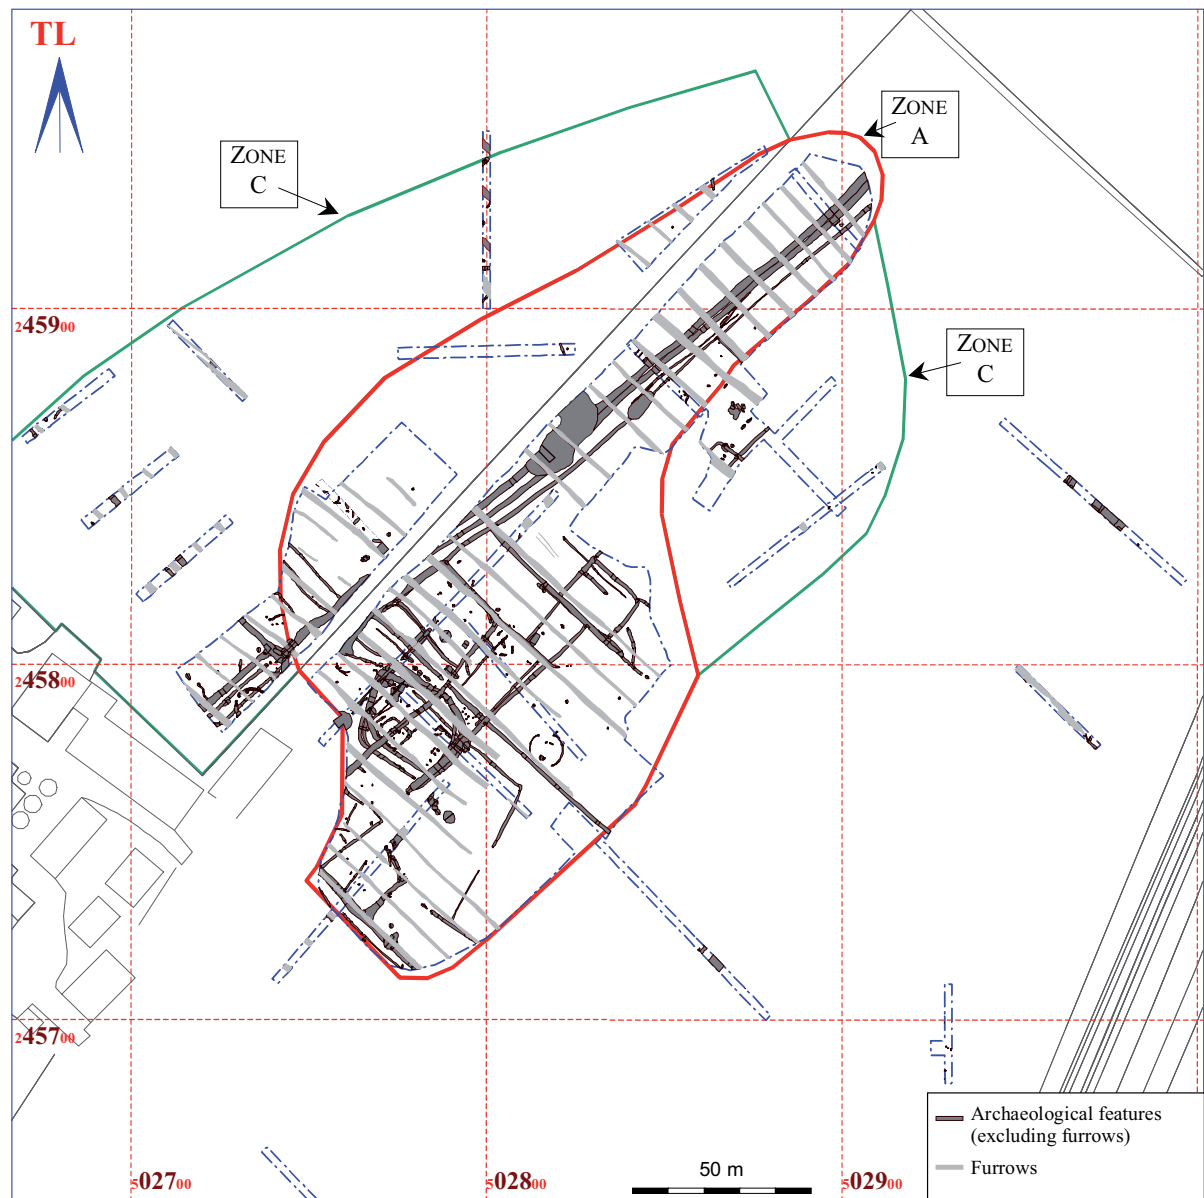 TL
ZONE
A
ZONE
C
245900
ZONE
C
245800
245700
Archaeological features
(excluding furrows)
Furrows
50 m
502700
502800
502900